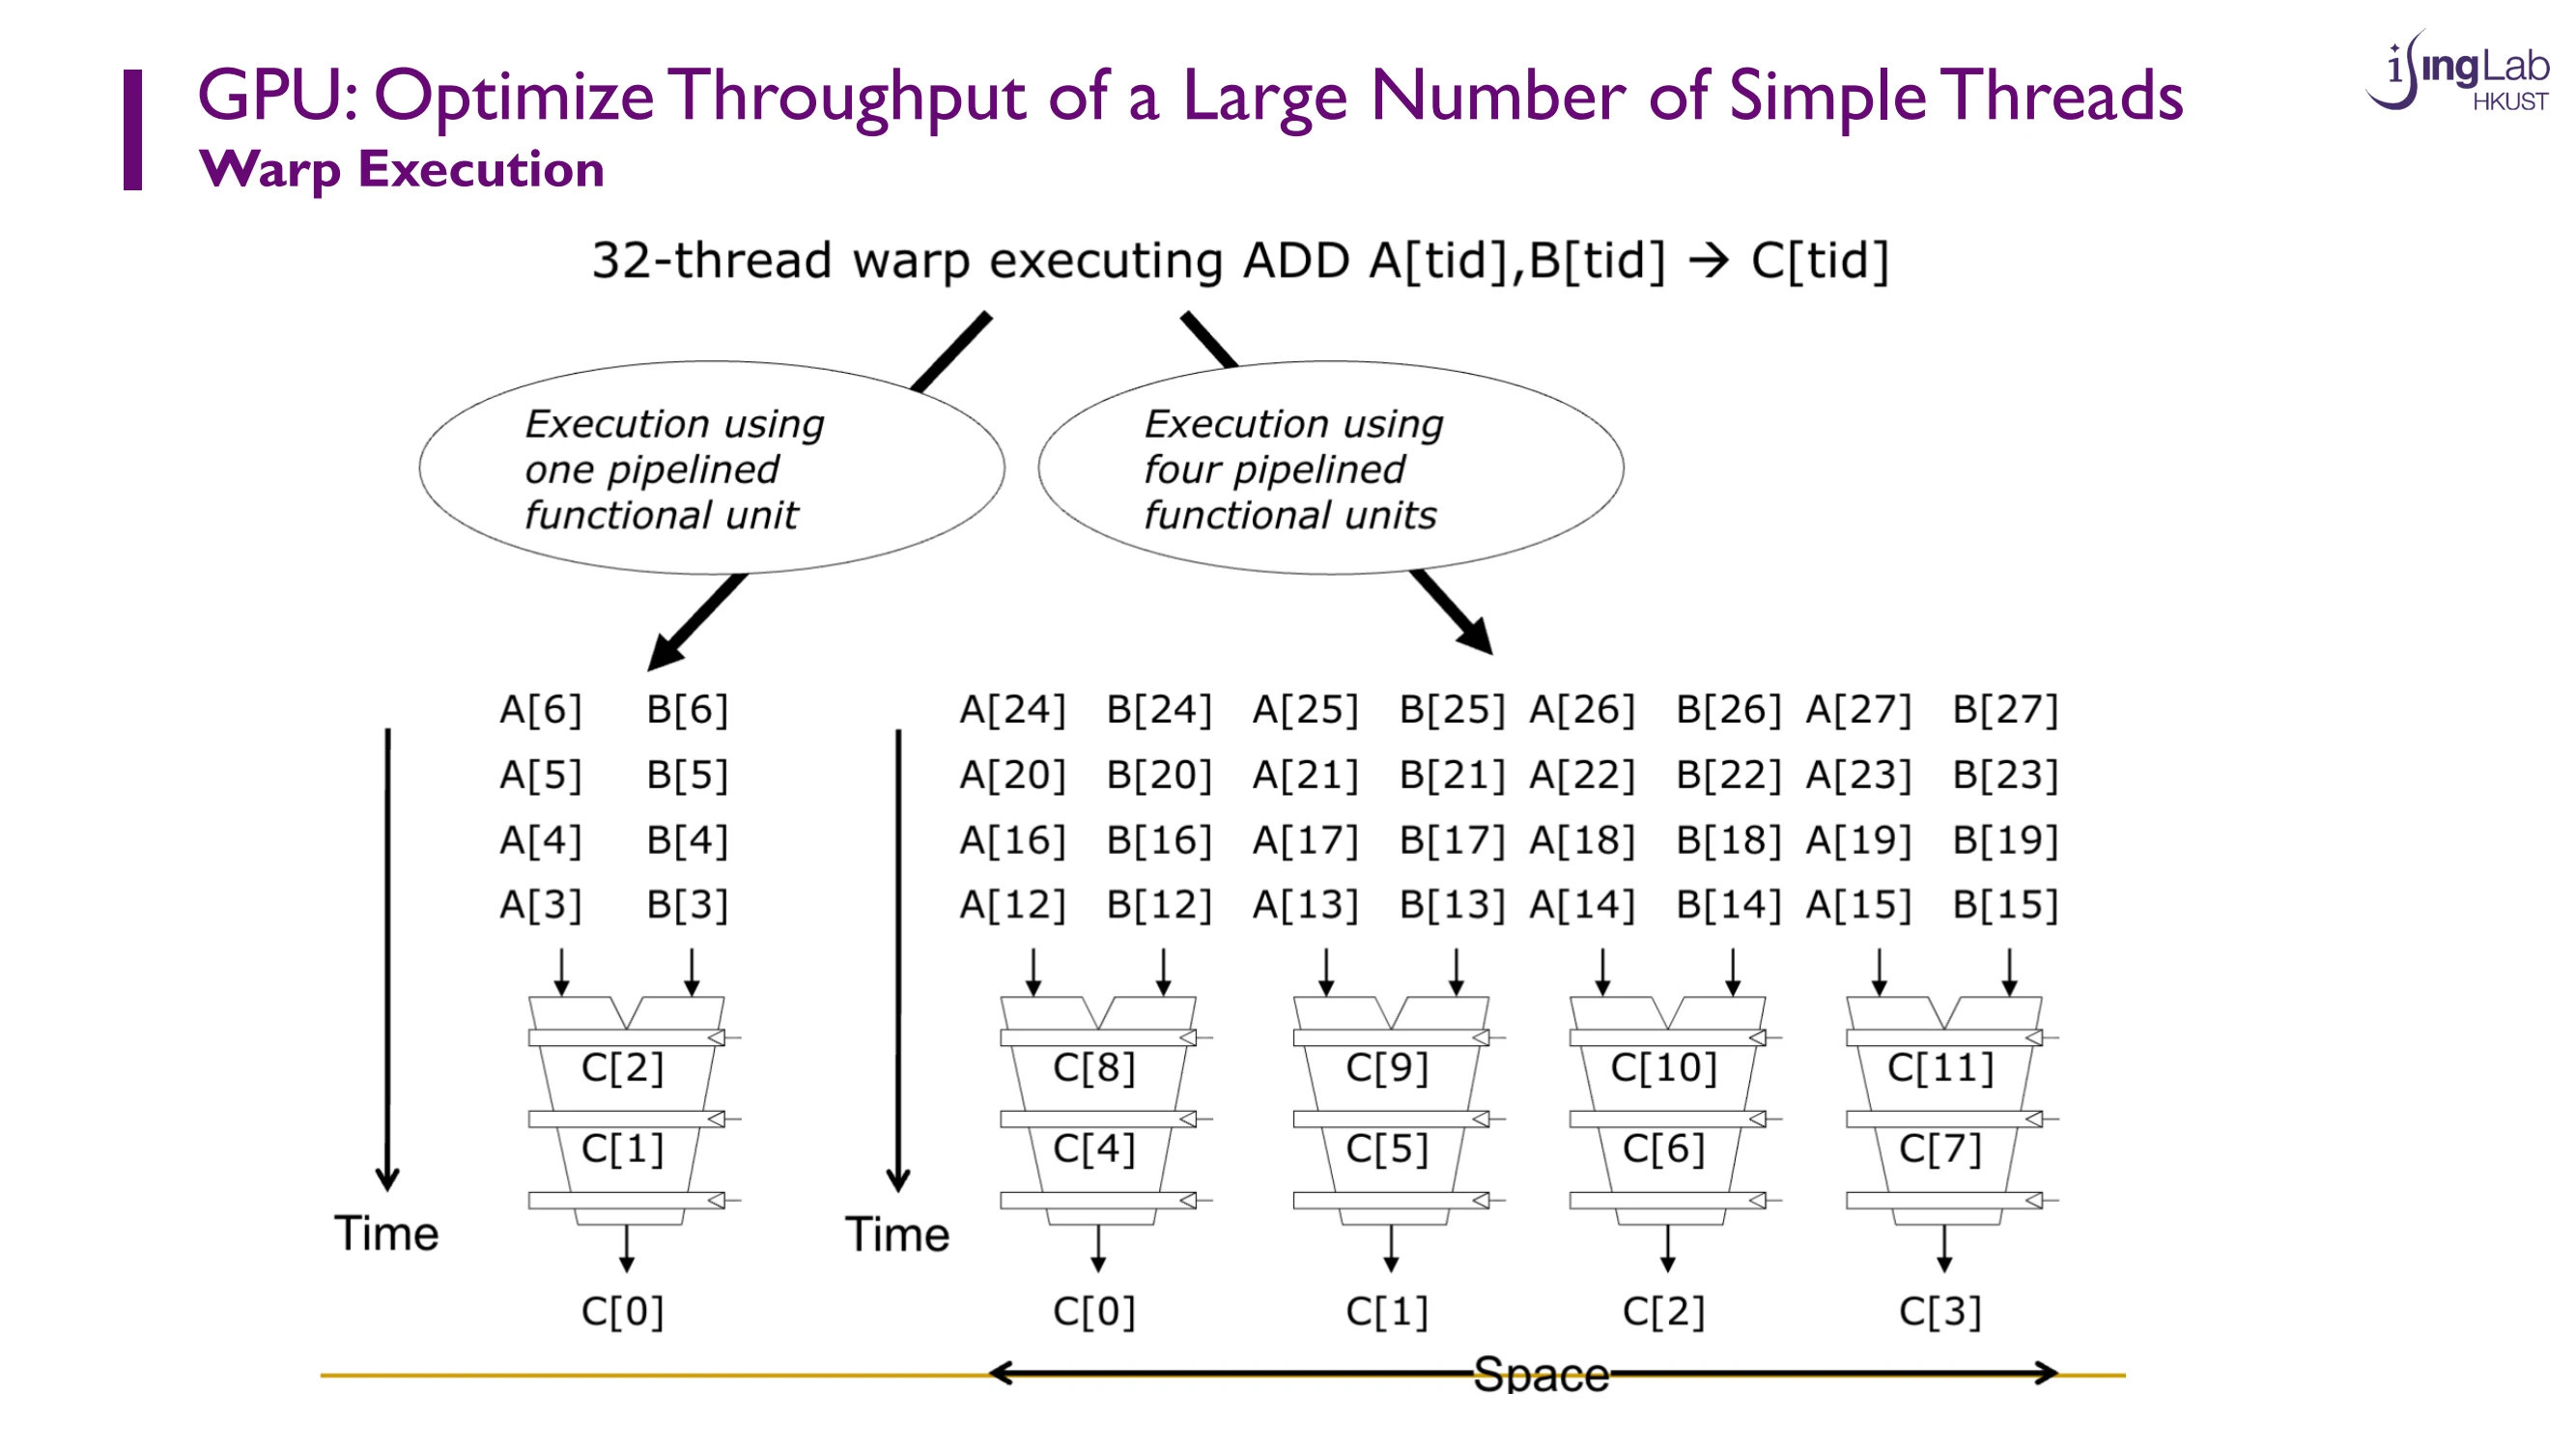 GPU: Optimize Throughput of a Large Number of Simple Threads
Warp Execution
iSingLab
HKUST
32-thread warp executing ADD A[tid],B[tid] → C[tid]
Execution using
one pipelined
functional unit
Execution using
four pipelined
functional units
A[6] B[6]
A[5] B[5]
A[4] B[4]
A[3] B[3]
C[2]
C[1]
C[0]
Time
A[24] B[24] A[25] B[25] A[26] B[26] A[27] B[27]
A[20] B[20] A[21] B[21] A[22] B[22] A[23] B[23]
A[16] B[16] A[17] B[17] A[18] B[18] A[19] B[19]
A[12] B[12] A[13] B[13] A[14] B[14] A[15] B[15]
C[8] C[9] C[10] C[11]
C[4] C[5] C[6] C[7]
Time
C[0] C[1] C[2] C[3]
Space